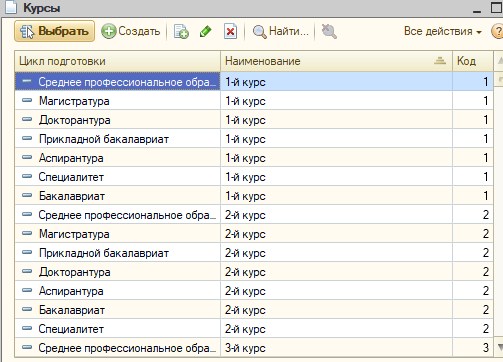 Курсы
Выбрать Создать Найти... Все действия
Цикл подготовки Наименование Код
Среднее профессиональное обра... 1-й курс 1
Магистратура 1-й курс 1
Докторантура 1-й курс 1
Прикладной бакалавриат 1-й курс 1
Аспирантура 1-й курс 1
Специалитет 1-й курс 1
Бакалавриат 1-й курс 1
Среднее профессиональное обра... 2-й курс 2
Магистратура 2-й курс 2
Прикладной бакалавриат 2-й курс 2
Докторантура 2-й курс 2
Аспирантура 2-й курс 2
Бакалавриат 2-й курс 2
Специалитет 2-й курс 2
Среднее профессиональное обра... 3-й курс 3